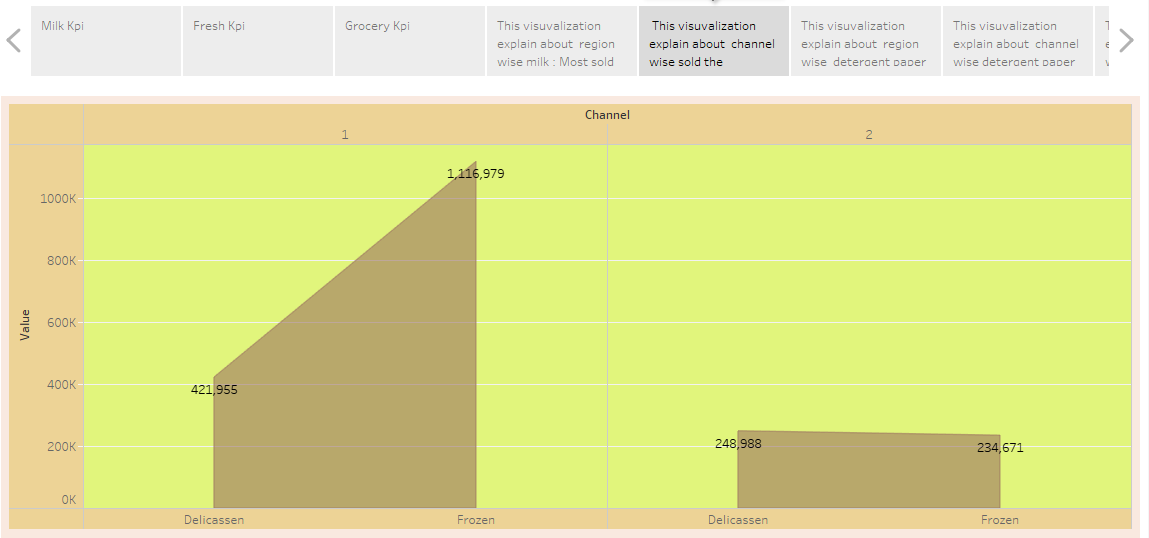 Milk Kpi
Fresh Kpi
Grocery Kpi
This visuvalization
explain about region
wise milk : Most sold
This visuvalization
explain about channel
wise sold the
This visuvalization
explain about region
wise detergent paper
This visuvalization
explain about channel
wise detergent paper
Channel
1
2
Value
1000K
800K
600K
400K
200K
0K
1,116,979
421,955
248,988
234,671
Delicassen
Frozen
Delicassen
Frozen